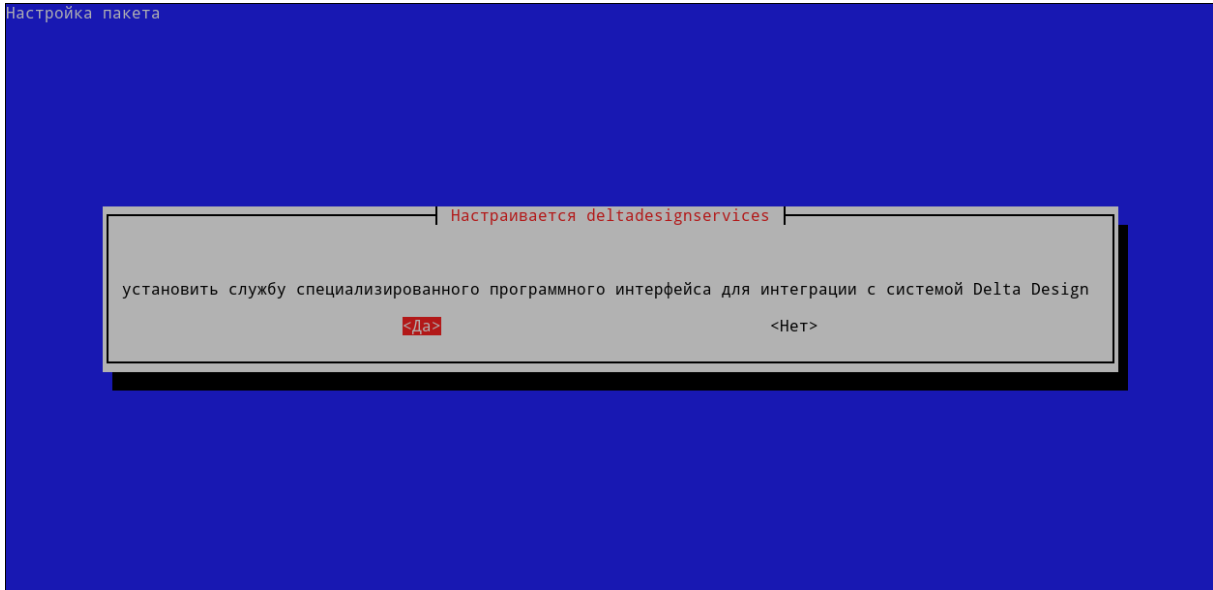 Настройка пакета
Настраивается deltadesignservices
установить службу специализированного программного интерфейса для интеграции с системой Delta Design
<Да> <Нет>